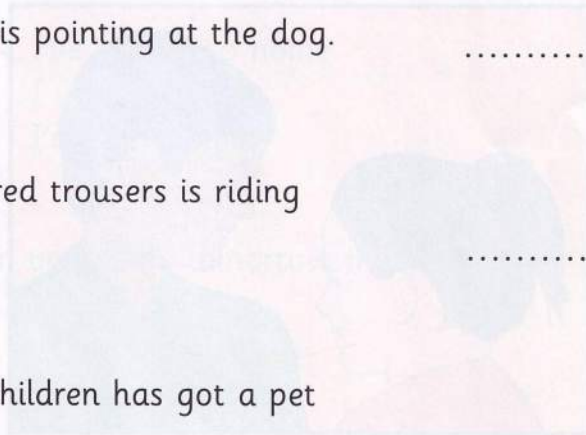 is pointing at the dog. ..........
red trousers is riding
..........
hildren has got a pet